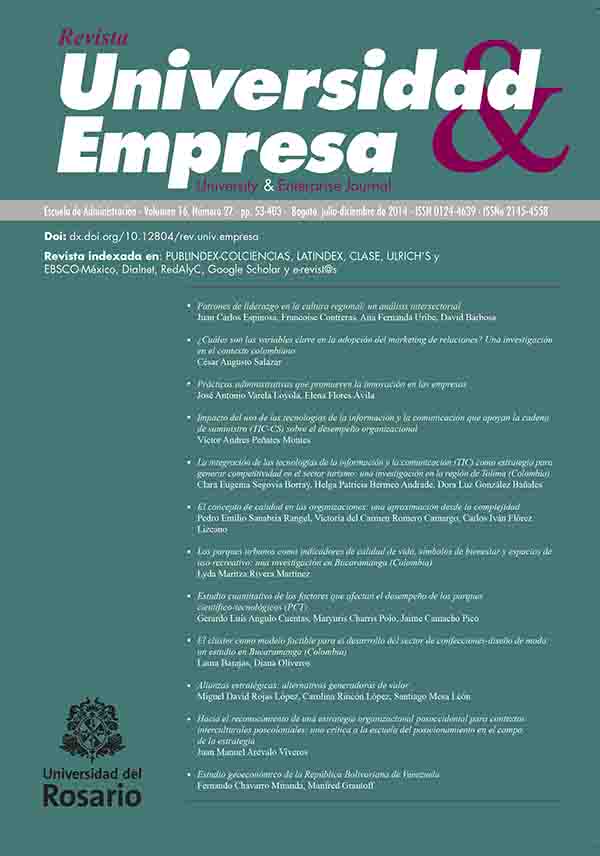 Revista
Universidad
&
Empresa
University & Enterprise Journal
Escuela de Administración - Volumen 16, Número 27 - pp. 53-403 - Bogotá, julio-diciembre de 2014 - ISSN 0124-4639 - ISSNe 2145-4558
Doi: dx.doi.org/10.12804/rev.univ.empresa
Revista indexada en: PUBLINDEX-COLCIENCIAS, LATINDEX, CLASE, ULRICH'S y
EBSCO-México, Dialnet, RedAlyC, Google Scholar y e-revist@s
• Patrones de liderazgo en la cultura regional: un análisis intersectorial
Juan Carlos Espinosa, Francoise Contreras, Ana Fernanda Uribe, David Barbosa
• ¿Cuáles son las variables clave en la adopción del marketing de relaciones? Una investigación
en el contexto colombiano
César Augusto Salazar
• Prácticas administrativas que promueven la innovación en las empresas
José Antonio Varela Loyola, Elena Flores Ávila
• Impacto del uso de las tecnologías de la información y la comunicación que apoyan la cadena
de suministro (TIC-CS) sobre el desempeño organizacional
Víctor Andres Peñates Montes
• La integración de las tecnologías de la información y la comunicación (TIC) como estrategia para
generar competitividad en el sector turismo: una investigación en la región de Tolima (Colombia)
Clara Eugenia Segovia Borray, Helga Patricia Bermeo Andrade, Dora Luz González Bañales
• El concepto de calidad en las organizaciones: una aproximación desde la complejidad
Pedro Emilio Sanabria Rangel, Victoria del Carmen Romero Camargo, Carlos Iván Flórez
Lizcano
• Los parques urbanos como indicadores de calidad de vida, símbolos de bienestar y espacios de
uso recreativo: una investigación en Bucaramanga (Colombia)
Lyda Maritza Rivera Martínez
• Estudio cuantitativo de los factores que afectan el desempeño de los parques
científico-tecnológicos (PCT)
Gerardo Luis Angulo Cuentas, Maryuris Charris Polo, Jaime Camacho Pico
• El clúster como modelo factible para el desarrollo del sector de confecciones-diseño de moda:
un estudio en Bucaramanga (Colombia)
Laura Barajas, Diana Oliveros
• Alianzas estratégicas: alternativas generadoras de valor
Miguel David Rojas López, Carolina Rincón López, Santiago Mesa León
• Hacia el reconocimiento de una estrategia organizacional posoccidental para contextos
interculturales poscoloniales: una crítica a la escuela del posicionamiento en el campo
de la estrategia
Juan Manuel Arévalo Viveros
• Estudio geoeconómico de la República Bolivariana de Venezuela
Fernando Chavarro Miranda, Manfred Grautoff
Universidad del
Rosario